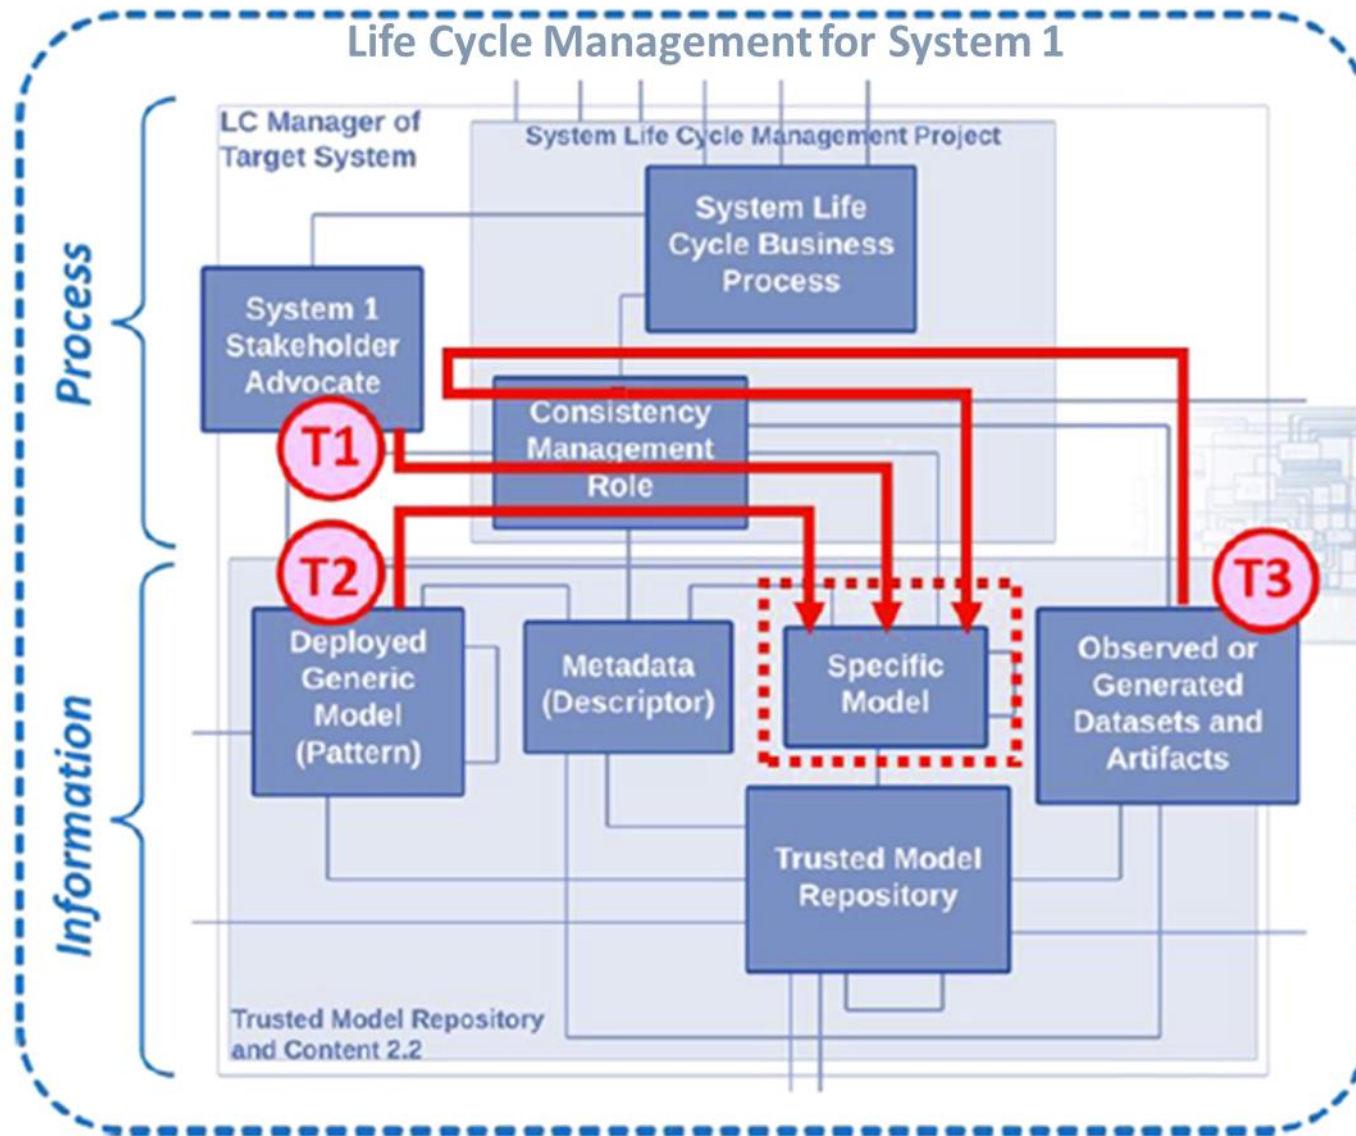 Life Cycle Management for System 1
LC Manager of
Target System
System Life Cycle Management Project
System Life
Cycle Business
Process
Process
System 1
Stakeholder
Advocate
Consistency
Management
Role
T1
T2
T3
Deployed
Generic
Model
(Pattern)
Metadata
(Descriptor)
Specific
Model
Observed or
Generated
Datasets and
Artifacts
Information
Trusted Model
Repository
Trusted Model Repository
and Content 2.2